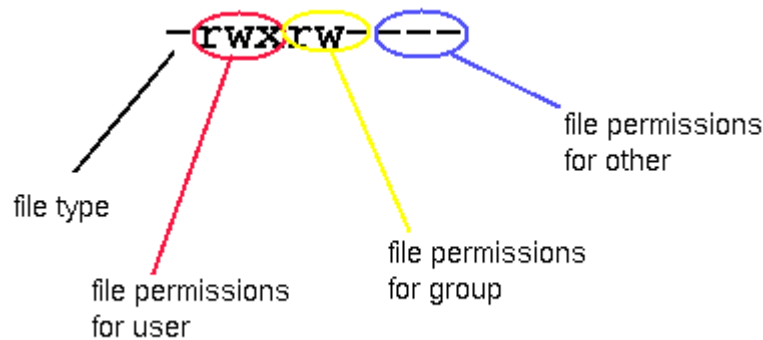 -rwxrw----
file permissions
for other
file type
file permissions
for group
file permissions
for user